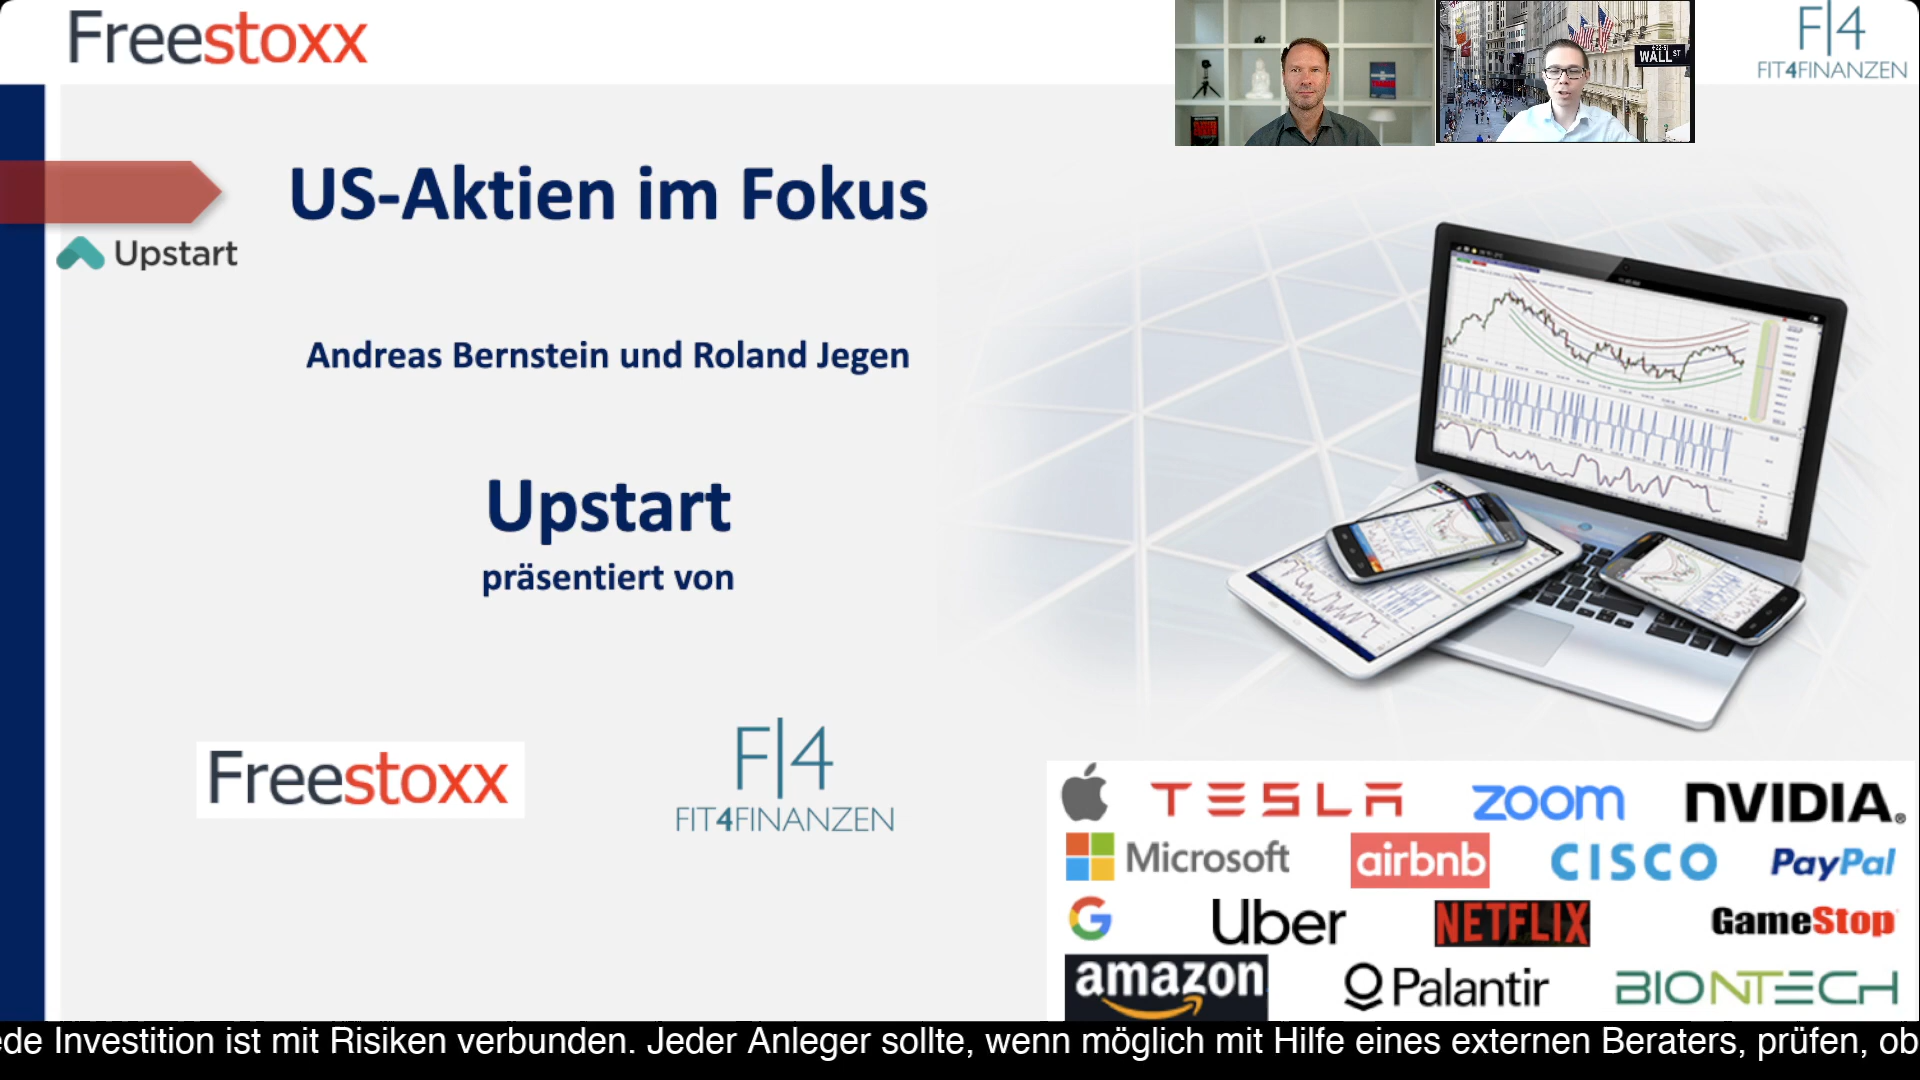 Freestoxx
WALL ST
F|4
FIT4FINANZEN
US-Aktien im Fokus
Upstart
Andreas Bernstein und Roland Jegen
Upstart
präsentiert von
Freestoxx
F|4
FIT4FINANZEN
TESLA
zoom
NVIDIA®
Microsoft
airbnb
CISCO
PayPal
G
Uber
NETFLIX
GameStop
amazon
Palantir
BIONTECH
ede Investition ist mit Risiken verbunden. Jeder Anleger sollte, wenn möglich mit Hilfe eines externen Beraters, prüfen, ob